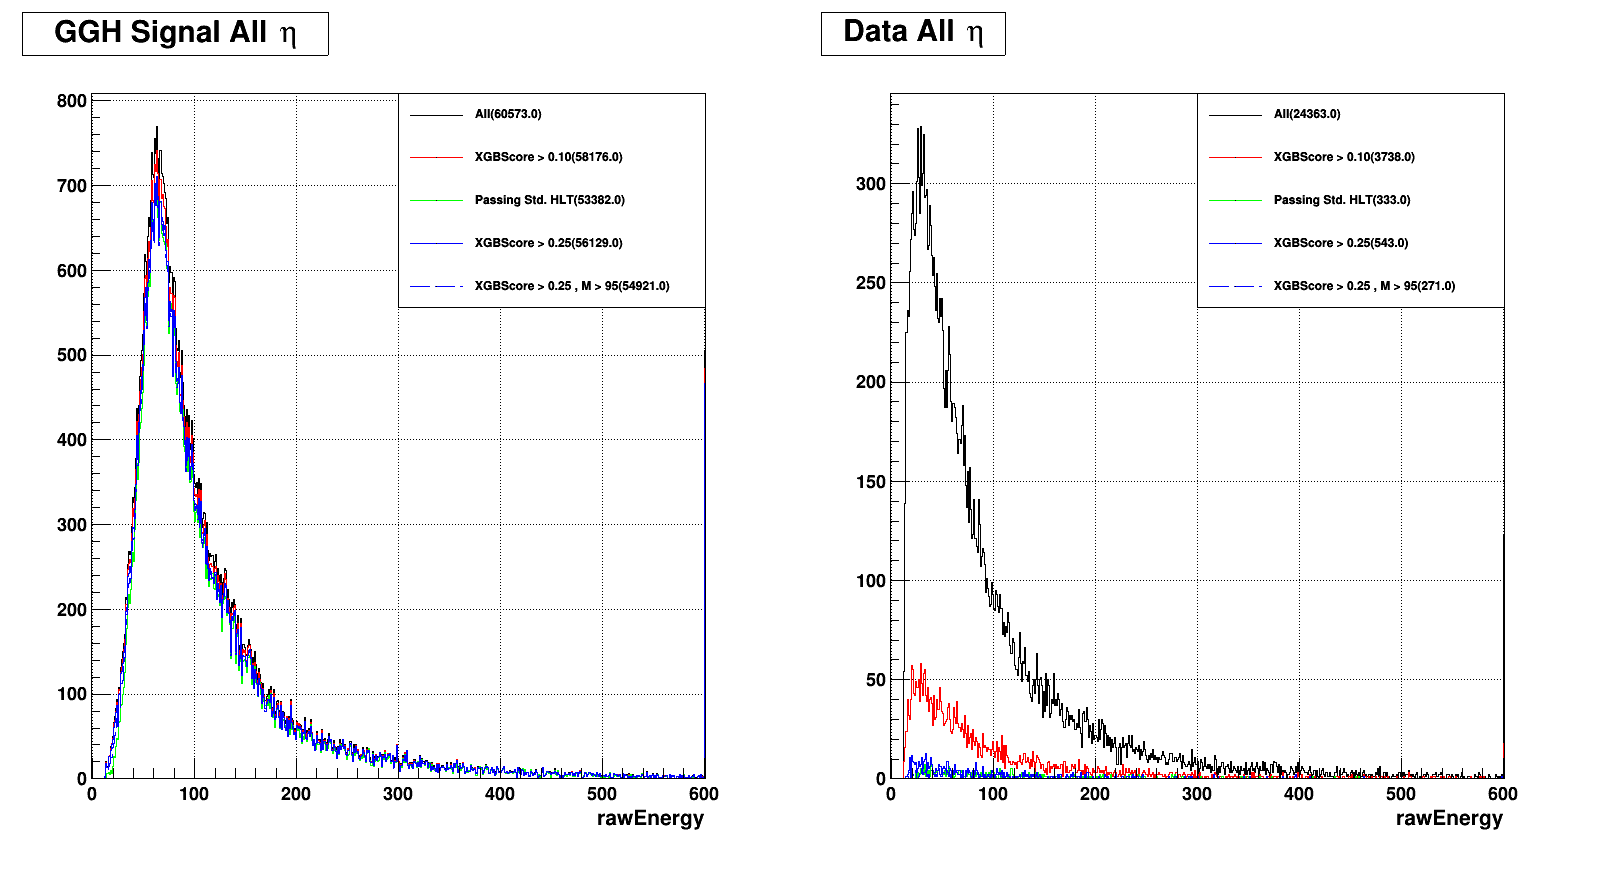 GGH Signal All η
800
700
600
500
400
300
200
100
0
0 100 200 300 400 500 600
rawEnergy
All(60573.0)
XGBScore > 0.10(58176.0)
Passing Std. HLT(53382.0)
XGBScore > 0.25(56129.0)
XGBScore > 0.25 , M > 95(54921.0)
Data All η
300
250
200
150
100
50
0
0 100 200 300 400 500 600
rawEnergy
All(24363.0)
XGBScore > 0.10(3738.0)
Passing Std. HLT(333.0)
XGBScore > 0.25(543.0)
XGBScore > 0.25 , M > 95(271.0)